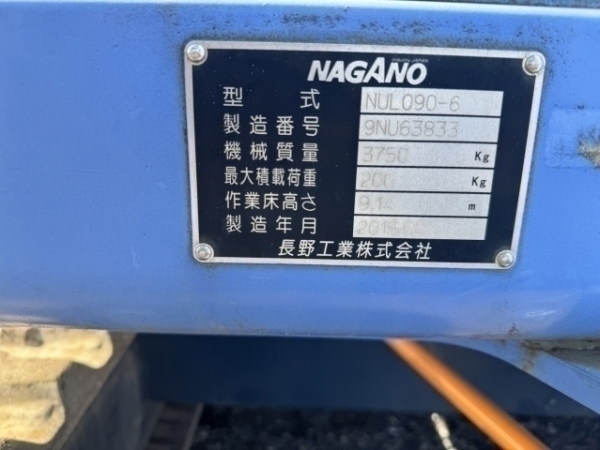 NAGANO
型式 NUL090-6
製造番号 9NU63833
機械質量 3750 Kg
最大積載荷重 200 Kg
作業床高さ 9.14 m
製造年月
長野工業株式会社